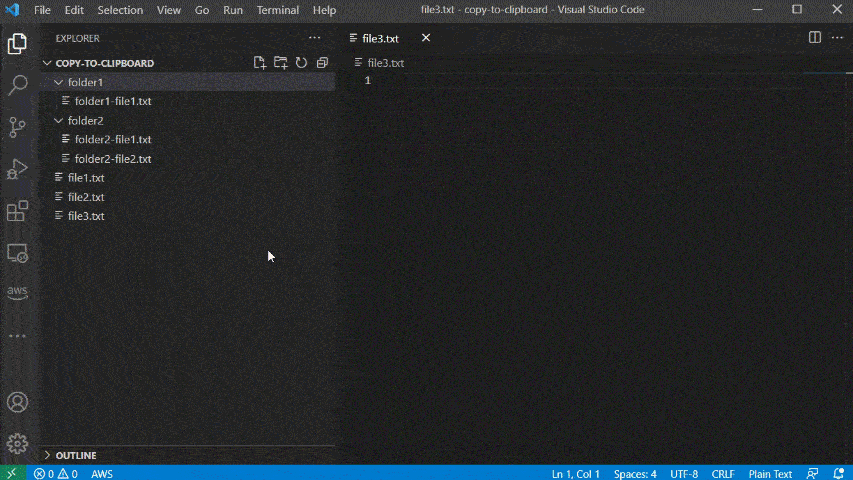 File Edit Selection View Go Run Terminal Help file3.txt - copy-to-clipboard - Visual Studio Code
EXPLORER
file3.txt
COPY-TO-CLIPBOARD
file3.txt
folder1
1
folder1-file1.txt
folder2
folder2-file1.txt
folder2-file2.txt
file1.txt
file2.txt
file3.txt
aws
OUTLINE
0 0 AWS Ln 1, Col 1 Spaces: 4 UTF-8 CRLF Plain Text